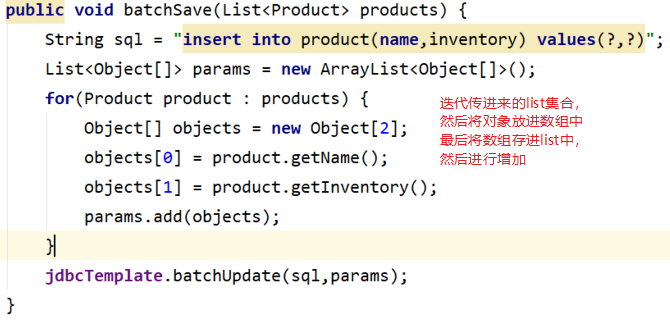 public void batchSave(List<Product> products) {
String sql = "insert into product(name,inventory) values(?,?)";
List<Object[]> params = new ArrayList<Object[]>();
for(Product product : products) {
Object[] objects = new Object[2];
objects[0] = product.getName();
objects[1] = product.getInventory();
params.add(objects);
}
jdbcTemplate.batchUpdate(sql,params);
}
迭代传进来的list集合，
然后将对象放进数组中
最后将数组存进list中，
然后进行增加